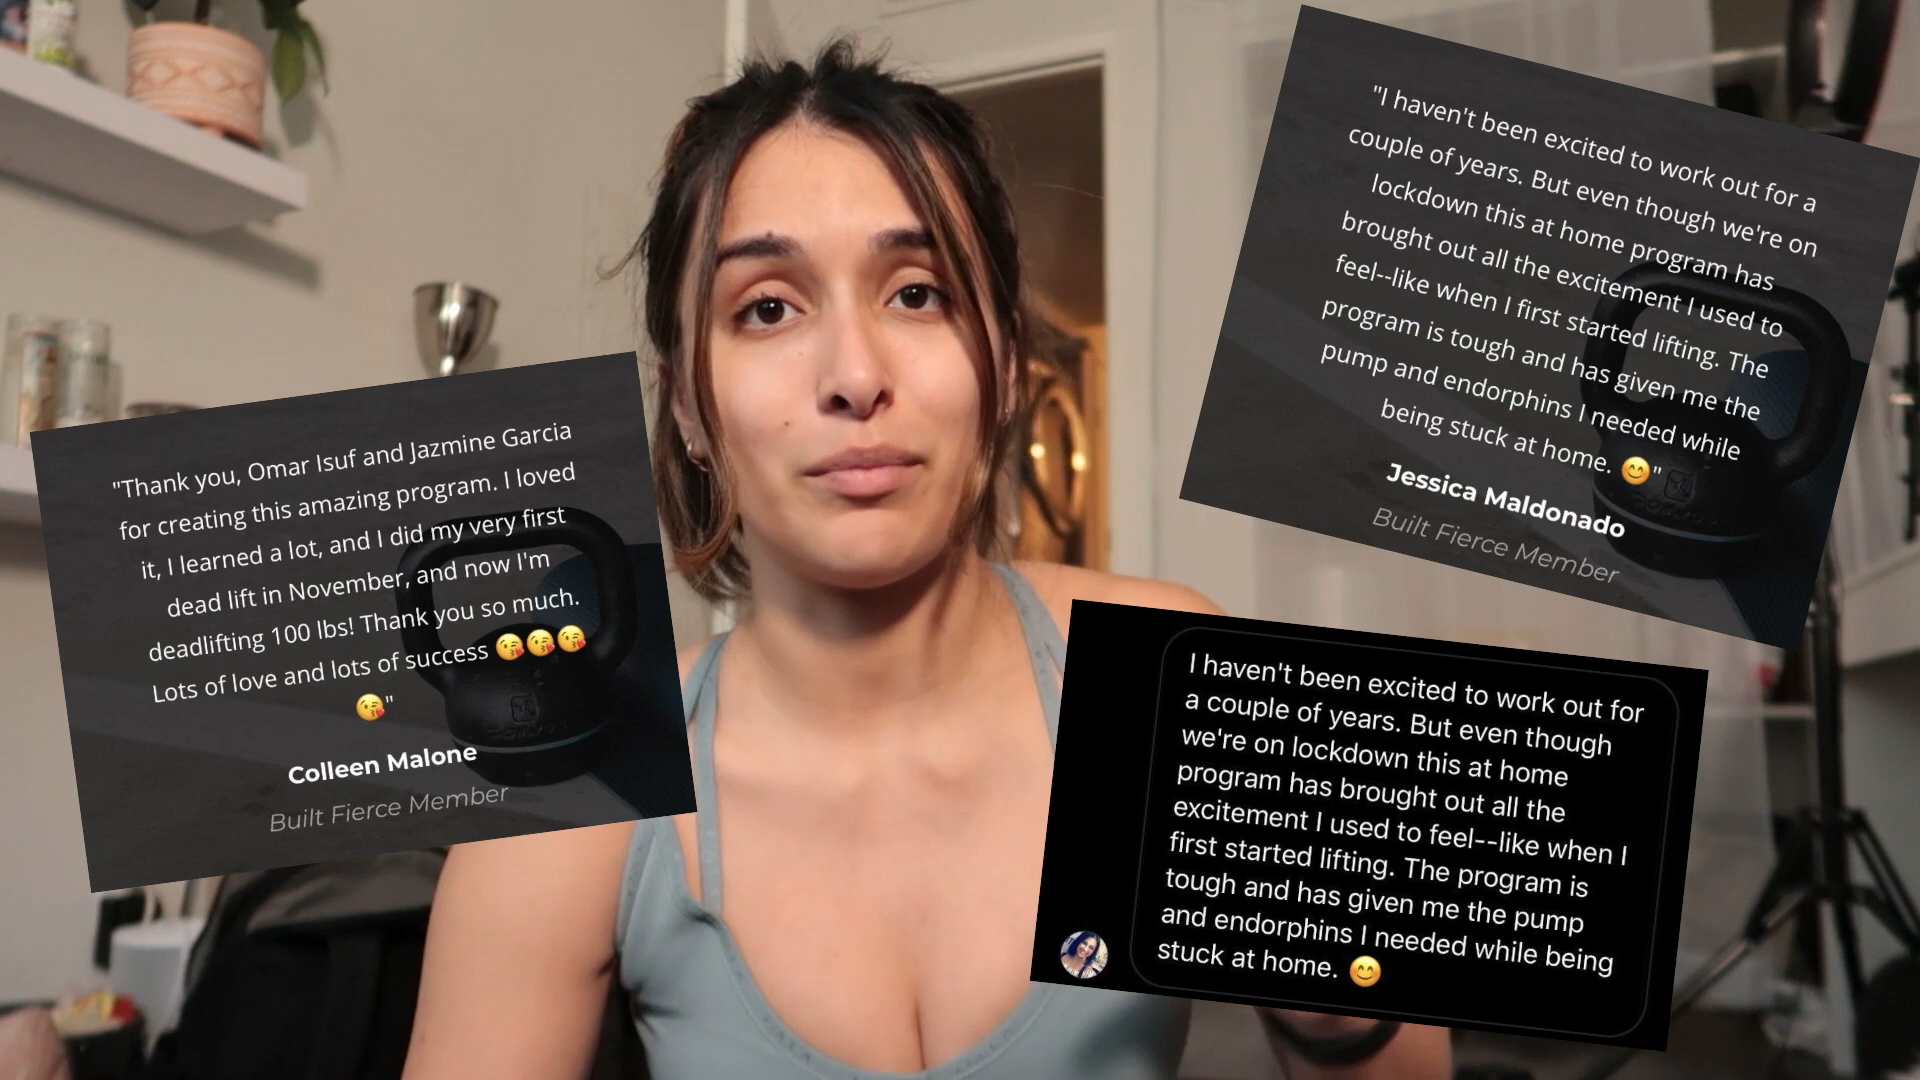 "Thank you, Omar Isuf and Jazmine Garcia
for creating this amazing program. I loved
it, I learned a lot, and I did my very first
dead lift in November, and now I'm
deadlifting 100 lbs! Thank you so much.
Lots of love and lots of success 😘😘😘
😘"
Colleen Malone
Built Fierce Member
"I haven't been excited to work out for a
couple of years. But even though we're on
lockdown this at home program has
brought out all the excitement I used to
feel--like when I first started lifting. The
program is tough and has given me the
pump and endorphins I needed while
being stuck at home. 😊"
Jessica Maldonado
Built Fierce Member
I haven't been excited to work out for
a couple of years. But even though
we're on lockdown this at home
program has brought out all the
excitement I used to feel--like when I
first started lifting. The program is
tough and has given me the pump
and endorphins I needed while being
stuck at home. 😊